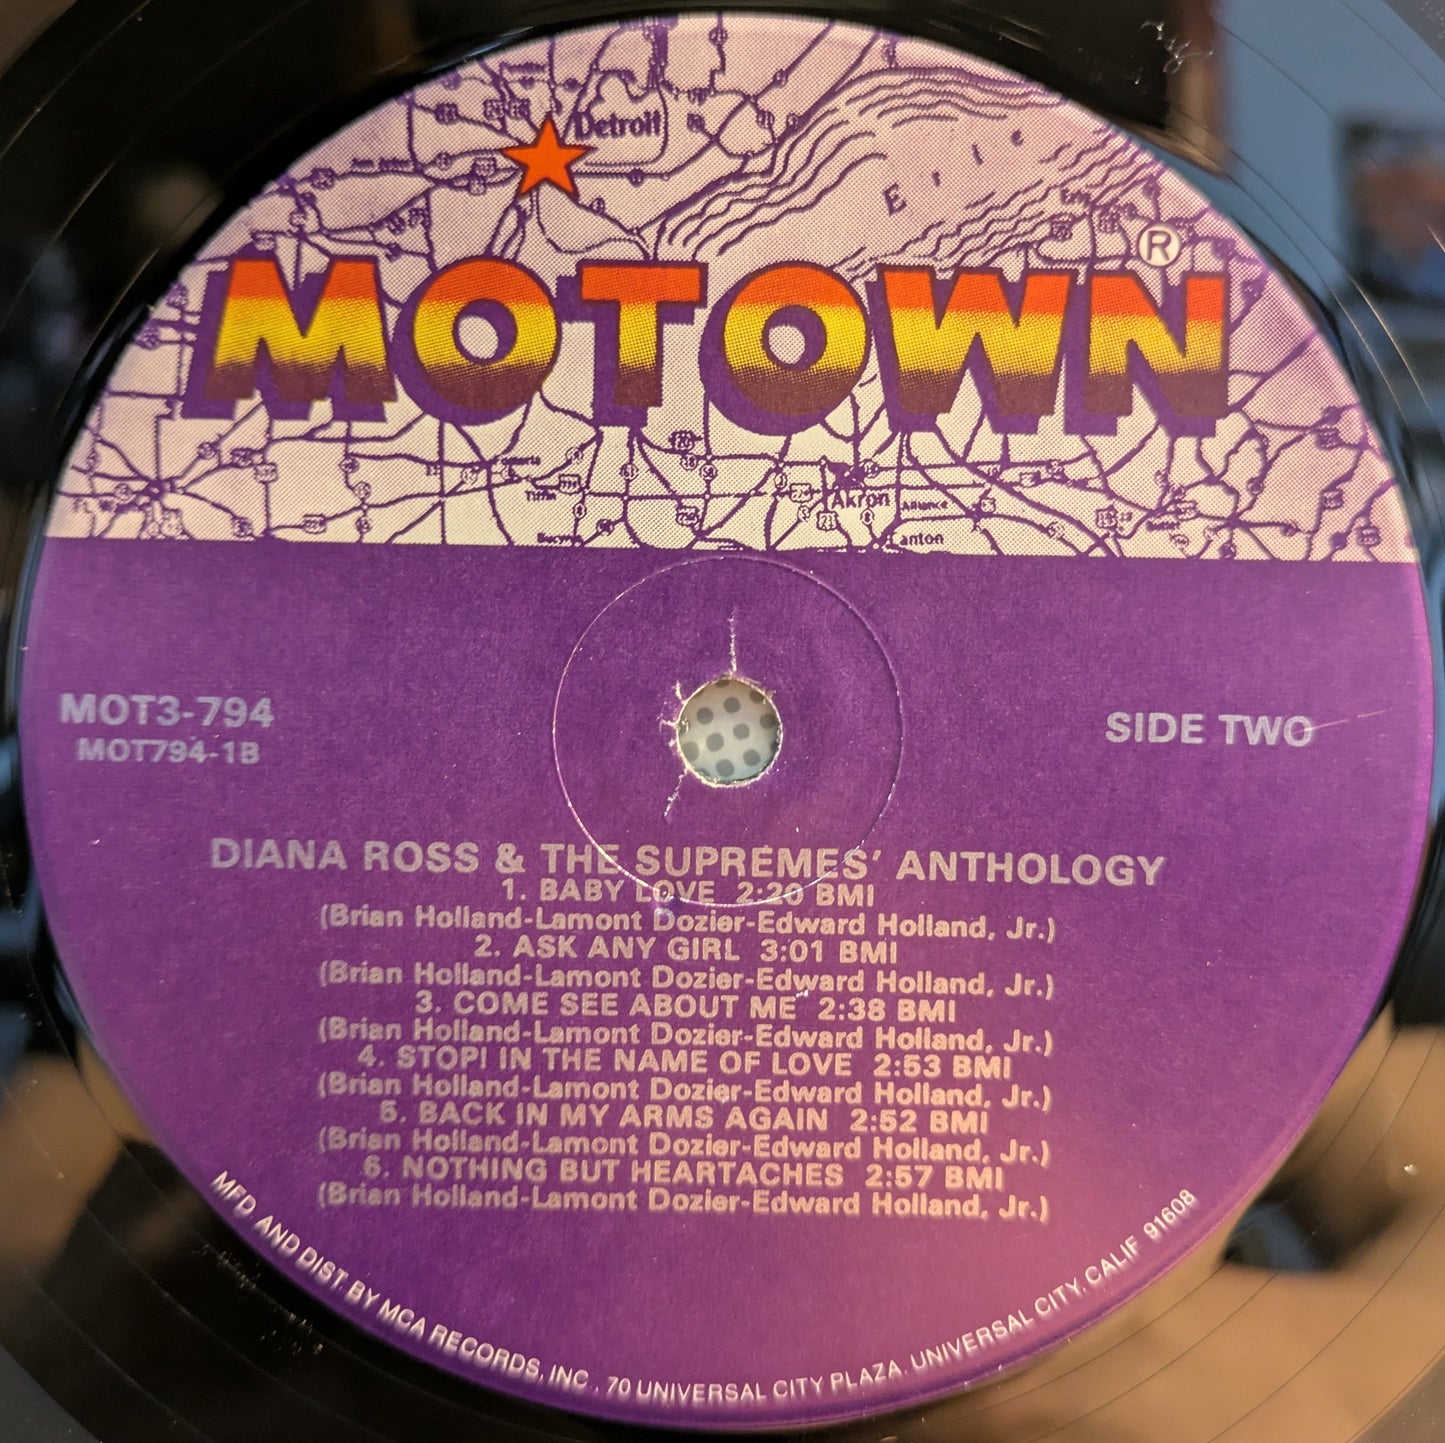 Detroit
Erie
MOTOWN
®
Tiffin
Akron
Alliance
Canton
MOT3-794
MOT794-1B
SIDE TWO
DIANA ROSS & THE SUPREMES' ANTHOLOGY
1. BABY LOVE 2:20 BMI
(Brian Holland-Lamont Dozier-Edward Holland, Jr.)
2. ASK ANY GIRL 3:01 BMI
(Brian Holland-Lamont Dozier-Edward Holland, Jr.)
3. COME SEE ABOUT ME 2:38 BMI
(Brian Holland-Lamont Dozier-Edward Holland, Jr.)
4. STOP! IN THE NAME OF LOVE 2:53 BMI
(Brian Holland-Lamont Dozier-Edward Holland, Jr.)
5. BACK IN MY ARMS AGAIN 2:52 BMI
(Brian Holland-Lamont Dozier-Edward Holland, Jr.)
6. NOTHING BUT HEARTACHES 2:57 BMI
(Brian Holland-Lamont Dozier-Edward Holland, Jr.)
MFD. AND DIST. BY MCA RECORDS, INC., 70 UNIVERSAL CITY PLAZA, UNIVERSAL CITY, CALIF 91608